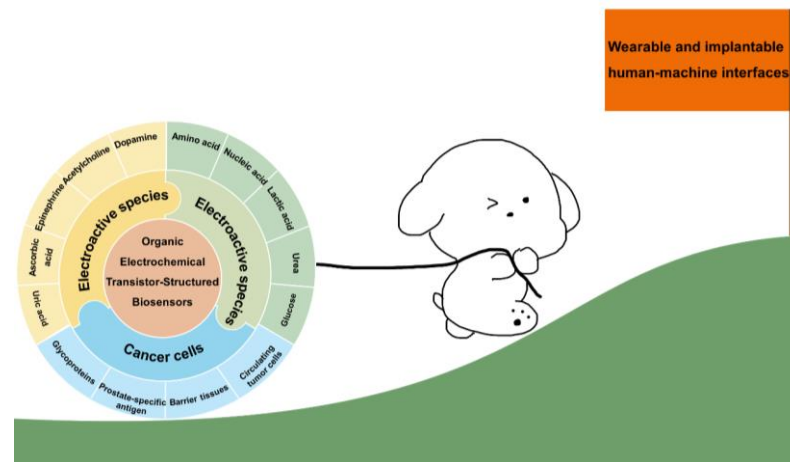 Wearable and implantable
human-machine interfaces
Organic
Electrochemical
Transistor-Structured
Biosensors
Electroactive species
Electroactive species
Cancer cells
Uric acid
Ascorbic
acid
Epinephrine
Acetylcholine
Dopamine
Amino acid
Nucleic acid
Lactic acid
Urea
Glucose
Circulating
tumor cells
Barrier tissues
Prostate-specific
antigen
Glycoproteins